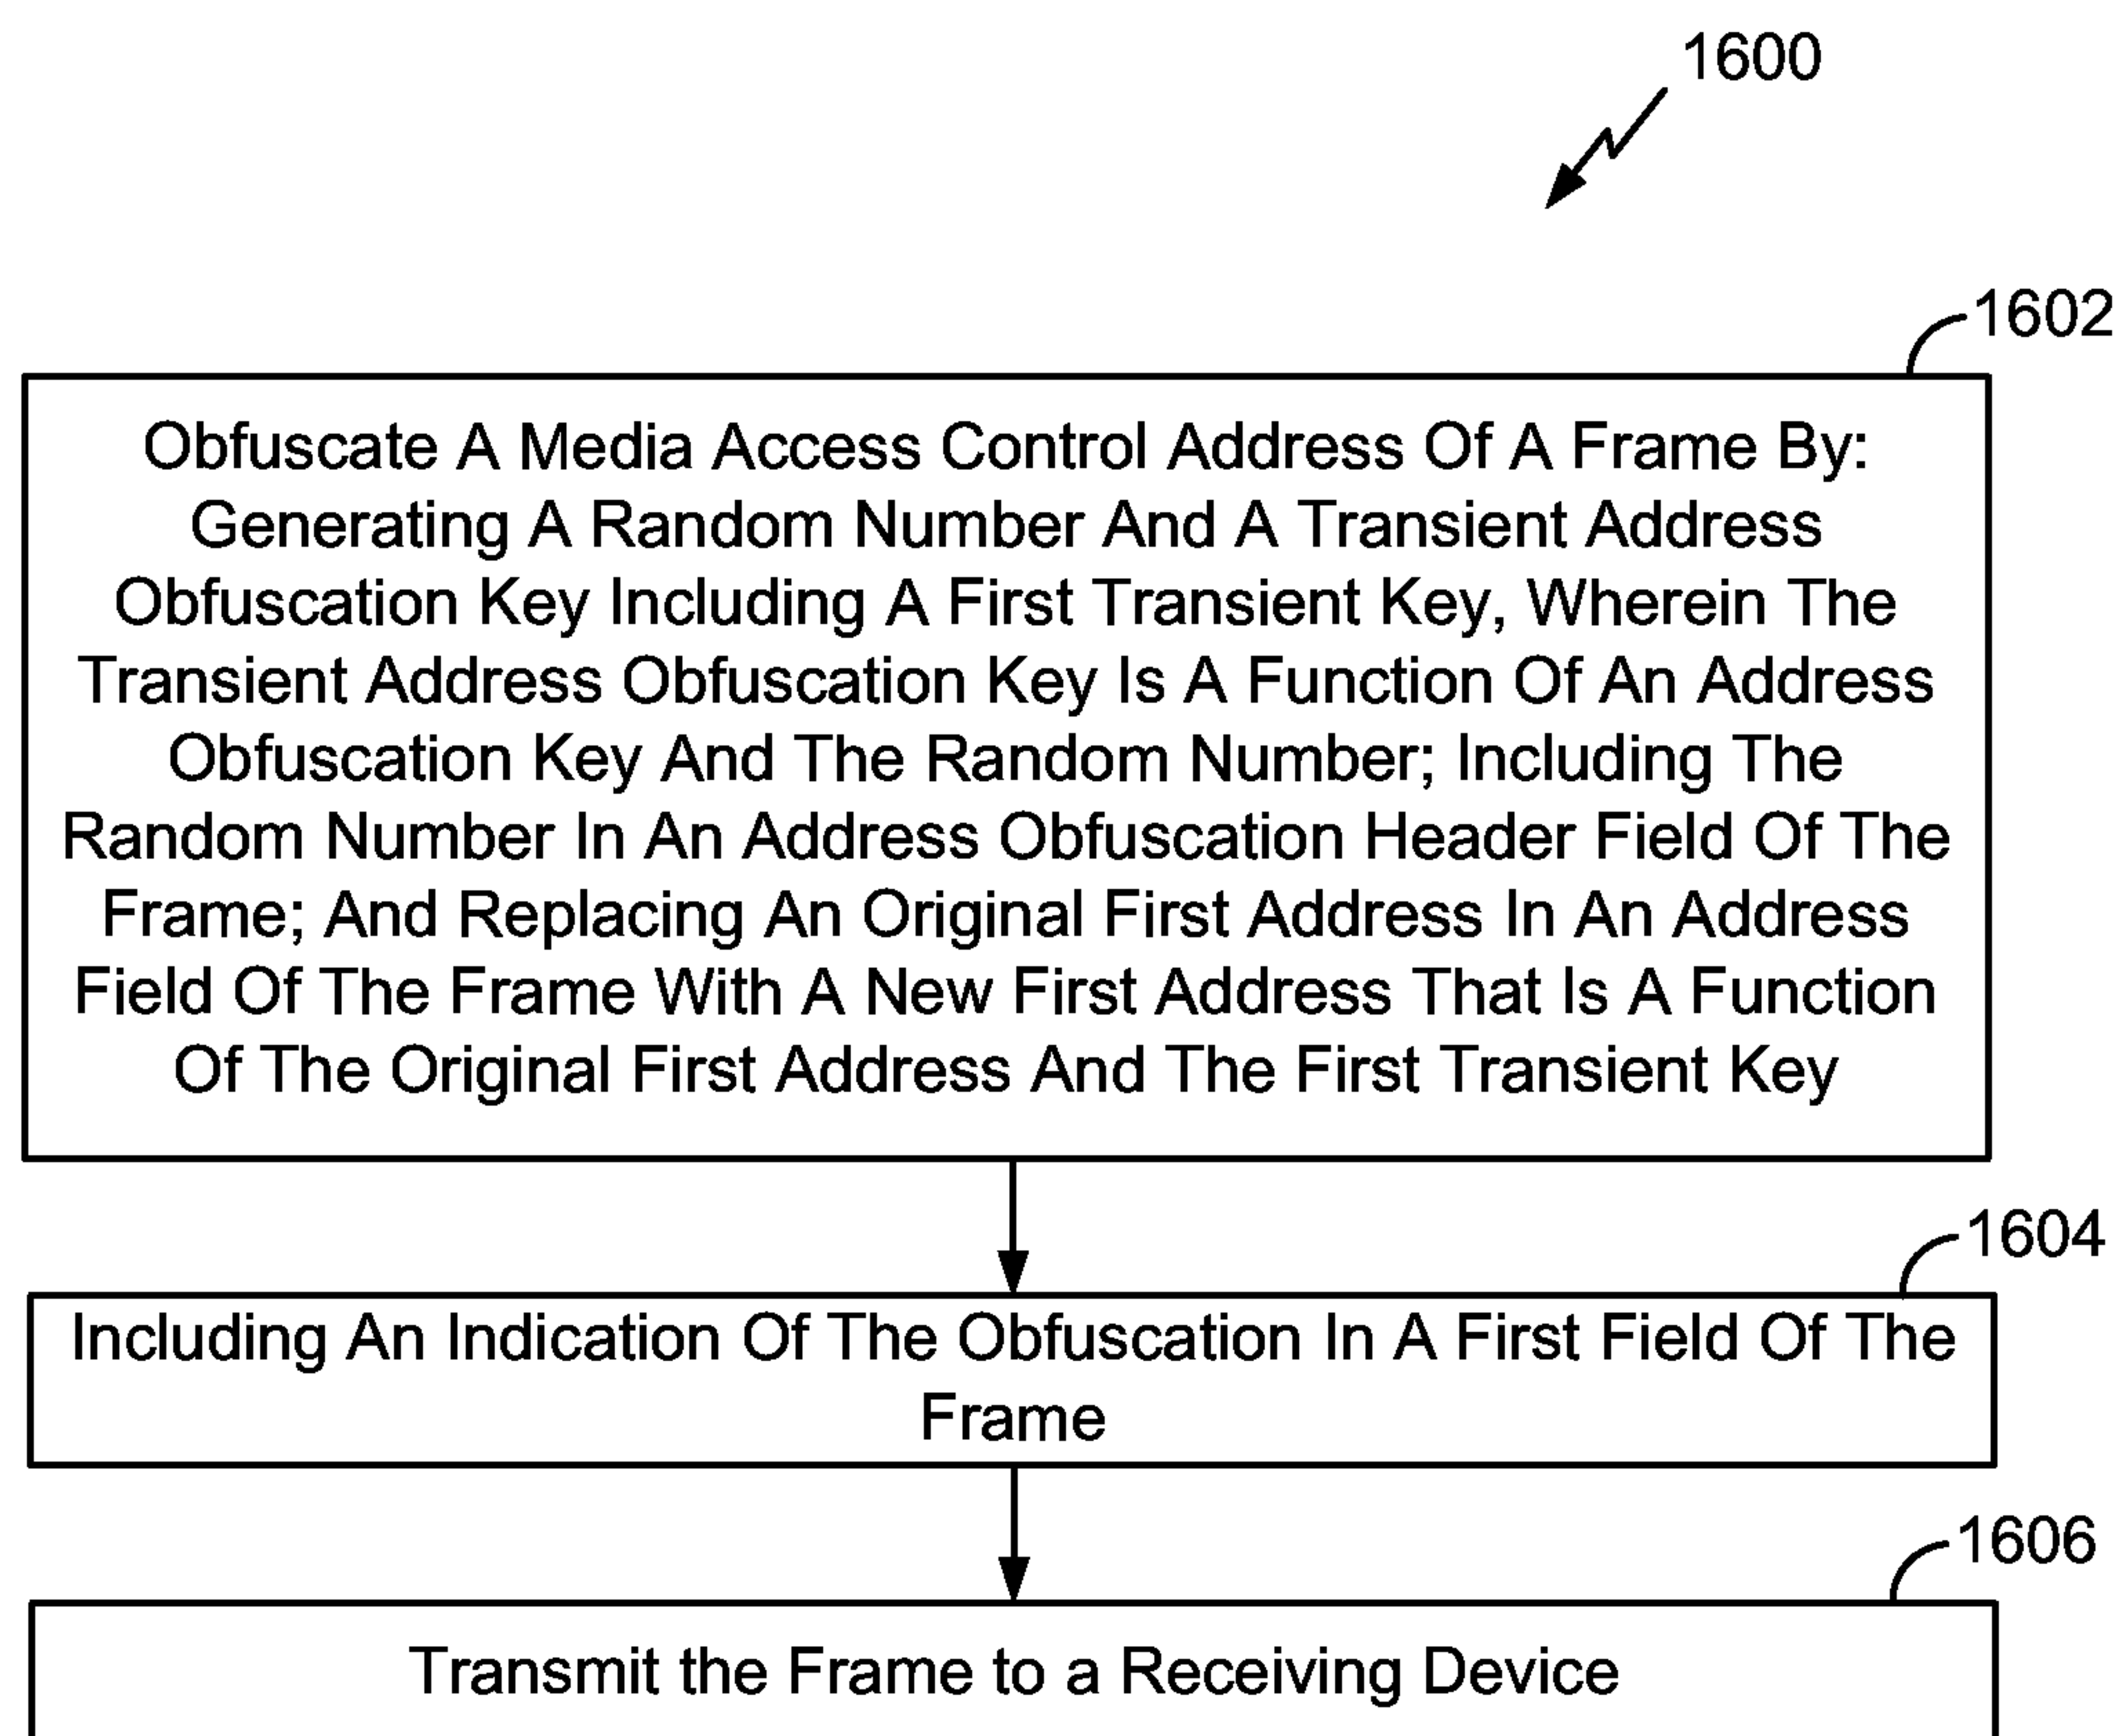 1600
1602
Obfuscate A Media Access Control Address Of A Frame By:
Generating A Random Number And A Transient Address
Obfuscation Key Including A First Transient Key, Wherein The
Transient Address Obfuscation Key Is A Function Of An Address
Obfuscation Key And The Random Number; Including The
Random Number In An Address Obfuscation Header Field Of The
Frame; And Replacing An Original First Address In An Address
Field Of The Frame With A New First Address That Is A Function
Of The Original First Address And The First Transient Key
1604
Including An Indication Of The Obfuscation In A First Field Of The
Frame
1606
Transmit the Frame to a Receiving Device